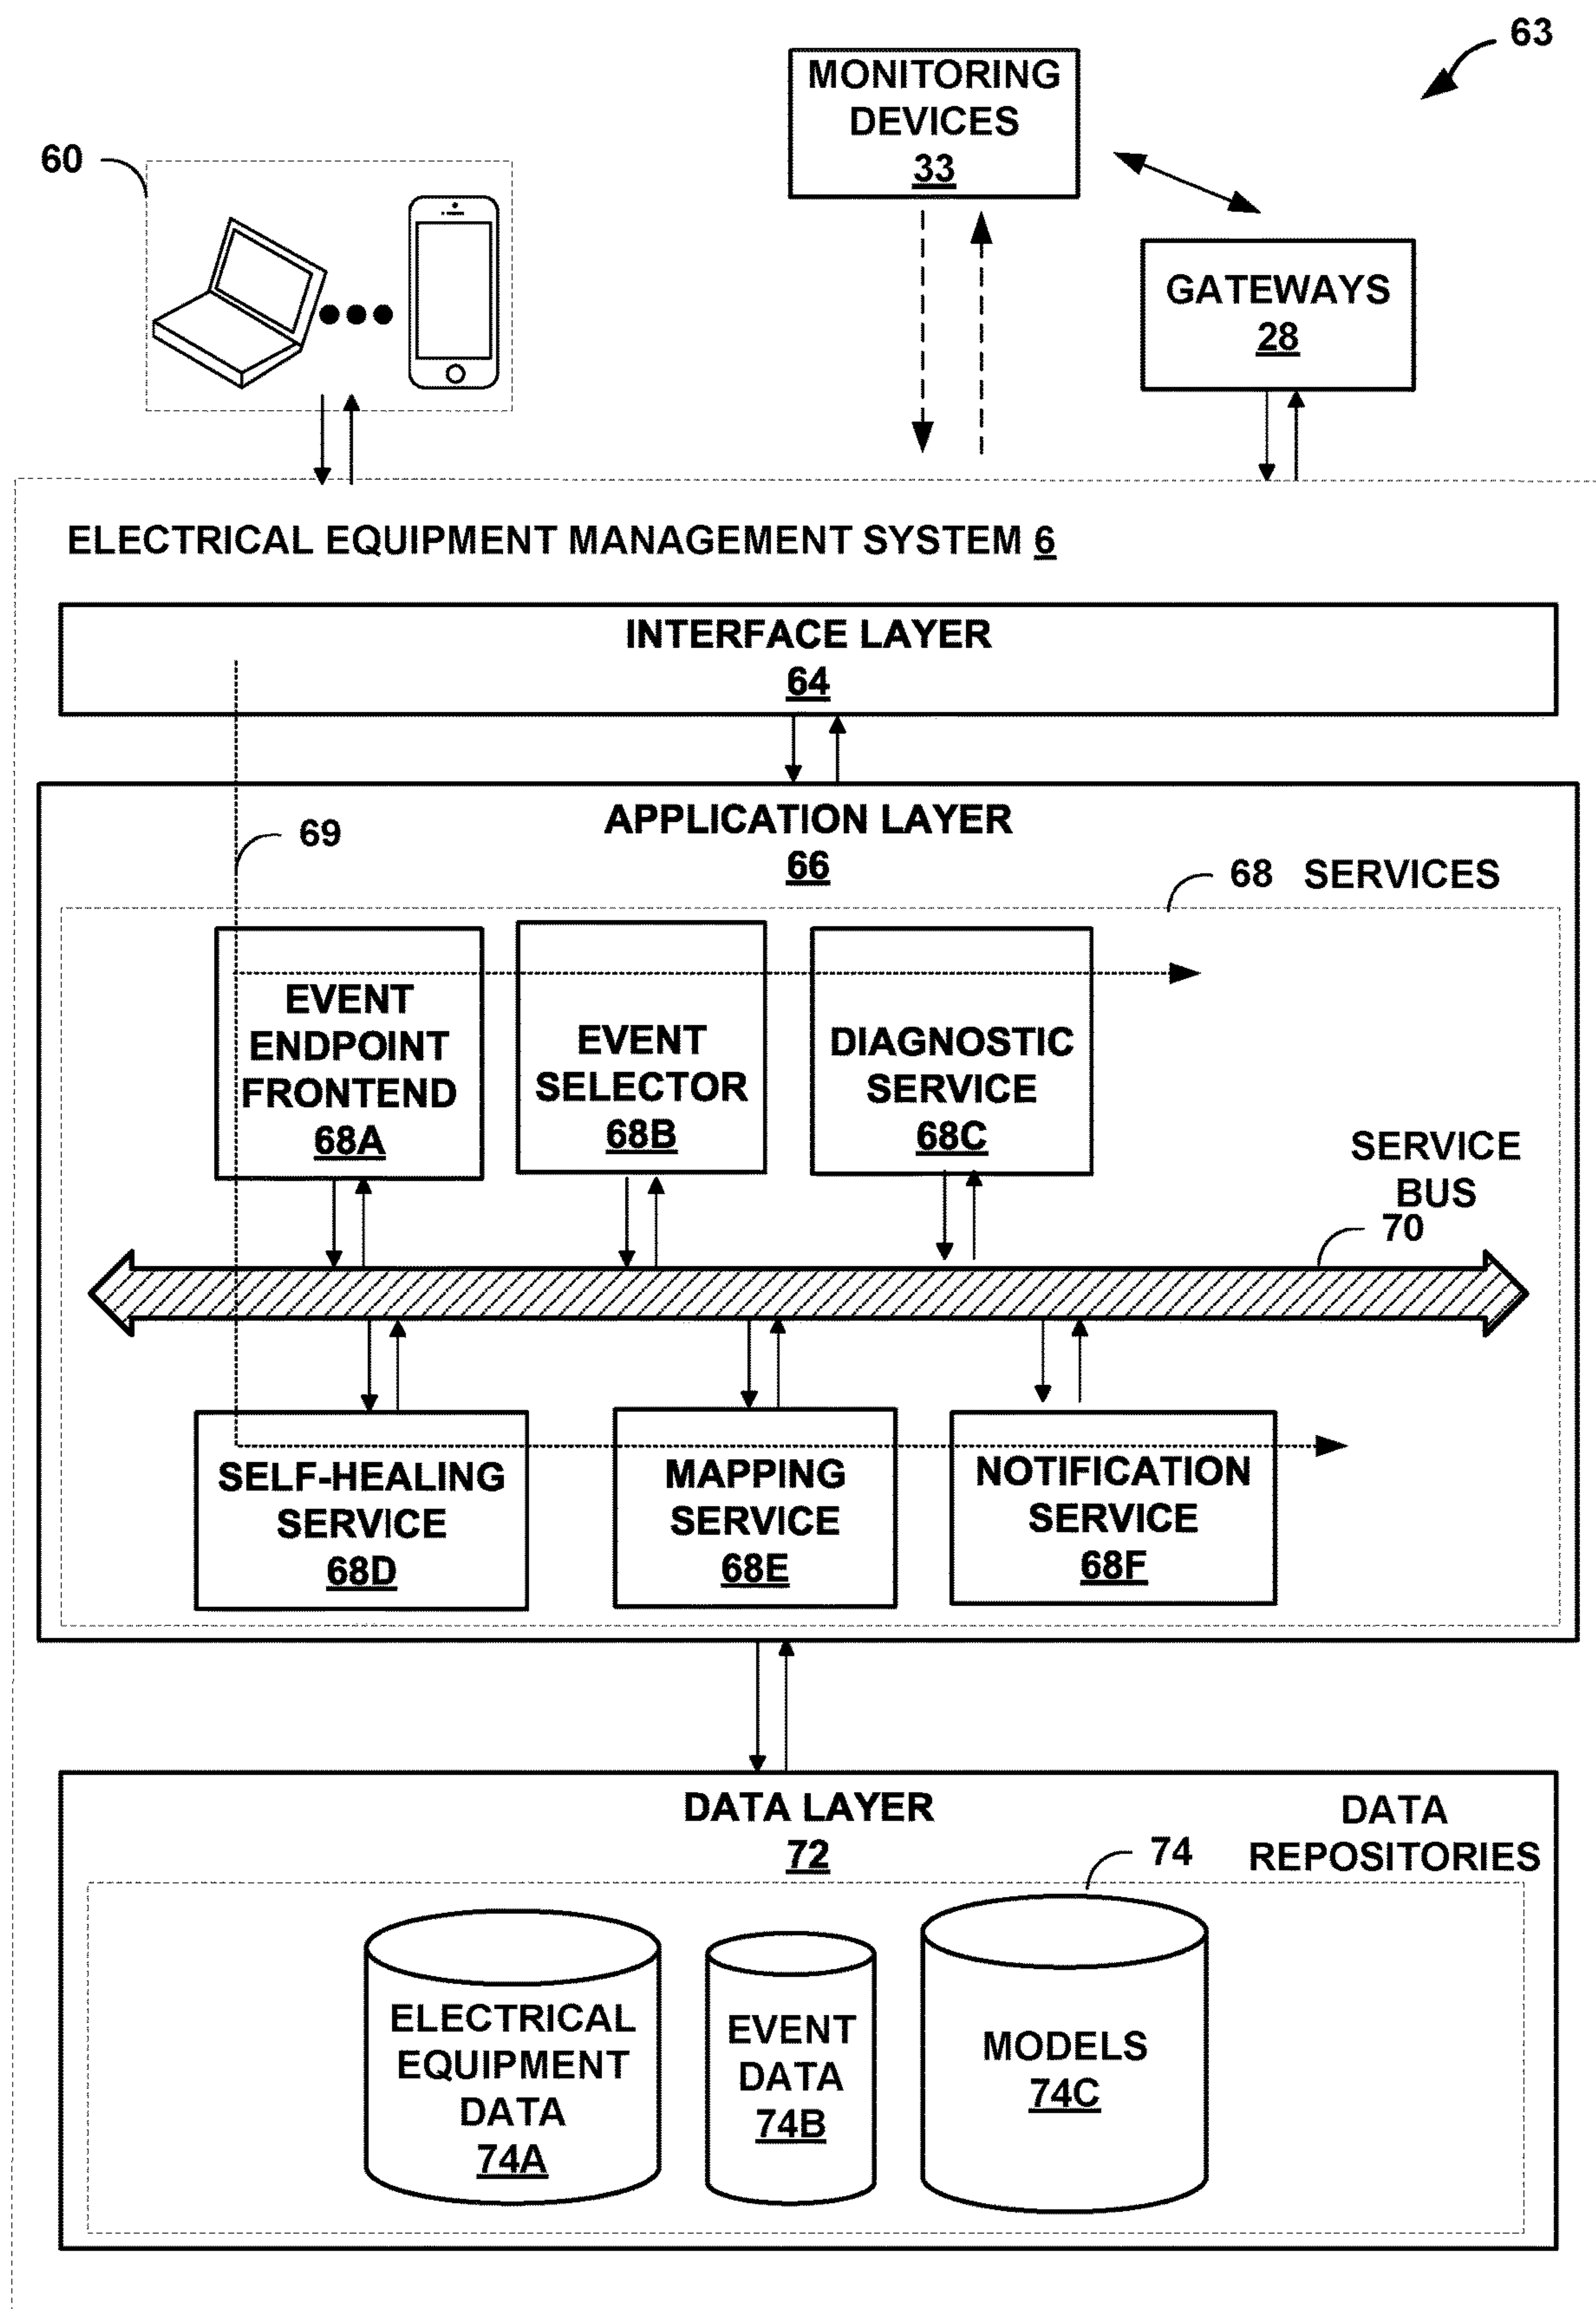 63
MONITORING
DEVICES
33
60
GATEWAYS
28
ELECTRICAL EQUIPMENT MANAGEMENT SYSTEM 6
INTERFACE LAYER
64
APPLICATION LAYER
66
69
68 SERVICES
EVENT
ENDPOINT
FRONTEND
68A
EVENT
SELECTOR
68B
DIAGNOSTIC
SERVICE
68C
SERVICE
BUS
70
SELF-HEALING
SERVICE
68D
MAPPING
SERVICE
68E
NOTIFICATION
SERVICE
68F
DATA LAYER
72
DATA
REPOSITORIES
74
ELECTRICAL
EQUIPMENT
DATA
74A
EVENT
DATA
74B
MODELS
74C